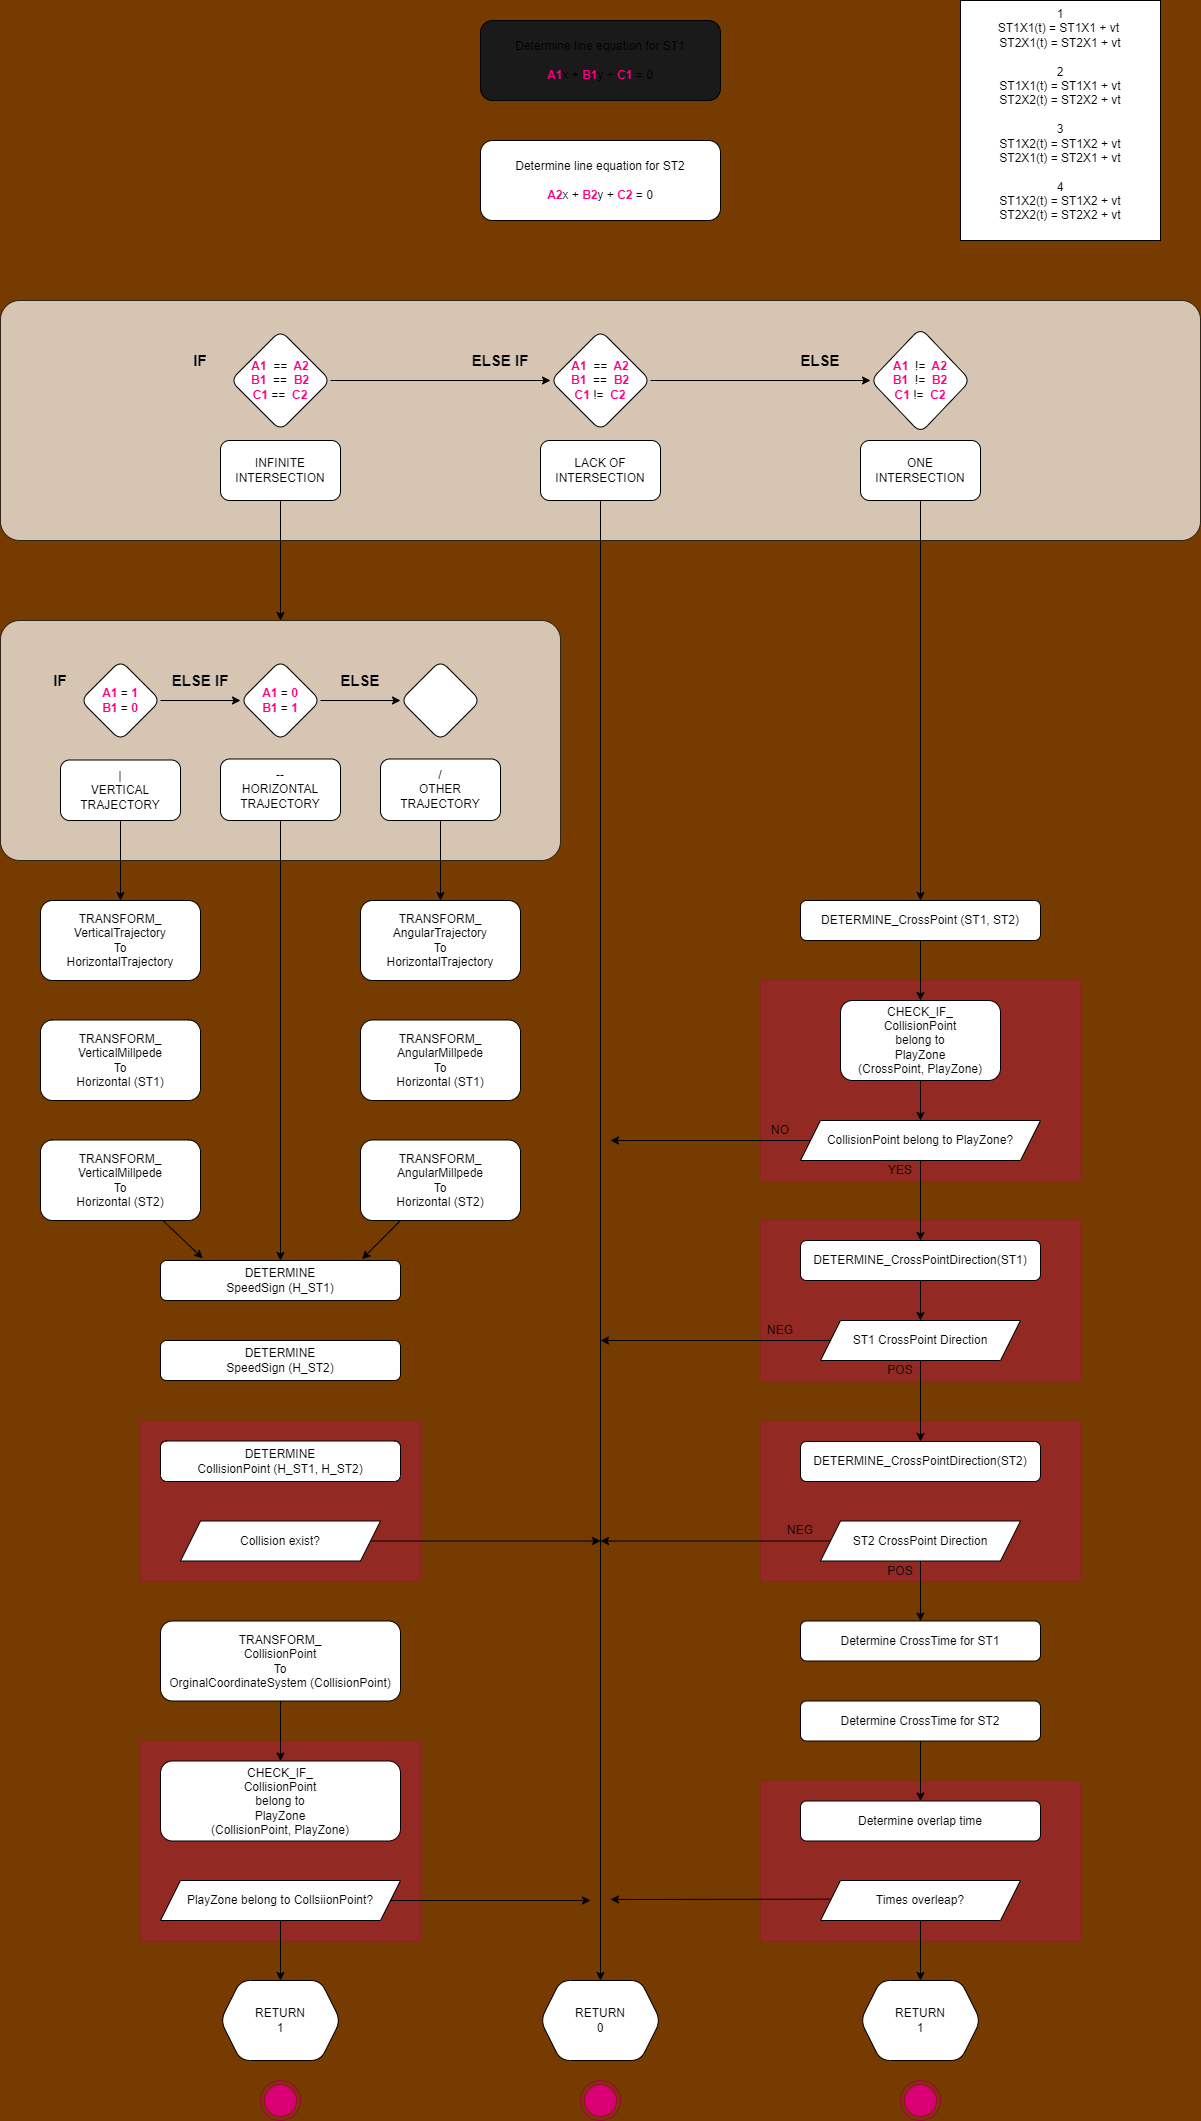 Determine line equation for ST1
A1x + B1y + C1 = 0
Determine line equation for ST2
A2x + B2y + C2 = 0
1
ST1X1(t) = ST1X1 + vt
ST2X1(t) = ST2X1 + vt
2
ST1X1(t) = ST1X1 + vt
ST2X2(t) = ST2X2 + vt
3
ST1X2(t) = ST1X2 + vt
ST2X1(t) = ST2X1 + vt
4
ST1X2(t) = ST1X2 + vt
ST2X2(t) = ST2X2 + vt
IF
A1 == A2
B1 == B2
C1 == C2
ELSE IF
A1 == A2
B1 == B2
C1 != C2
ELSE
A1 != A2
B1 != B2
C1 != C2
INFINITE
INTERSECTION
LACK OF
INTERSECTION
ONE
INTERSECTION
IF
A1 = 1
B1 = 0
ELSE IF
A1 = 0
B1 = 1
ELSE
|
VERTICAL
TRAJECTORY
--
HORIZONTAL
TRAJECTORY
/
OTHER
TRAJECTORY
TRANSFORM_
VerticalTrajectory
To
HorizontalTrajectory
TRANSFORM_
AngularTrajectory
To
HorizontalTrajectory
DETERMINE_CrossPoint (ST1, ST2)
TRANSFORM_
VerticalMillpede
To
Horizontal (ST1)
TRANSFORM_
AngularMillpede
To
Horizontal (ST1)
CHECK_IF_
CollisionPoint
belong to
PlayZone
(CrossPoint, PlayZone)
NO
CollisionPoint belong to PlayZone?
YES
TRANSFORM_
VerticalMillpede
To
Horizontal (ST2)
TRANSFORM_
AngularMillpede
To
Horizontal (ST2)
DETERMINE
SpeedSign (H_ST1)
DETERMINE_CrossPointDirection(ST1)
NEG
ST1 CrossPoint Direction
POS
DETERMINE
SpeedSign (H_ST2)
DETERMINE
CollisionPoint (H_ST1, H_ST2)
DETERMINE_CrossPointDirection(ST2)
Collision exist?
NEG
ST2 CrossPoint Direction
POS
TRANSFORM_
CollisionPoint
To
OrginalCoordinateSystem (CollisionPoint)
Determine CrossTime for ST1
Determine CrossTime for ST2
CHECK_IF_
CollisionPoint
belong to
PlayZone
(CollisionPoint, PlayZone)
Determine overlap time
PlayZone belong to CollsiionPoint?
Times overleap?
RETURN
1
RETURN
0
RETURN
1